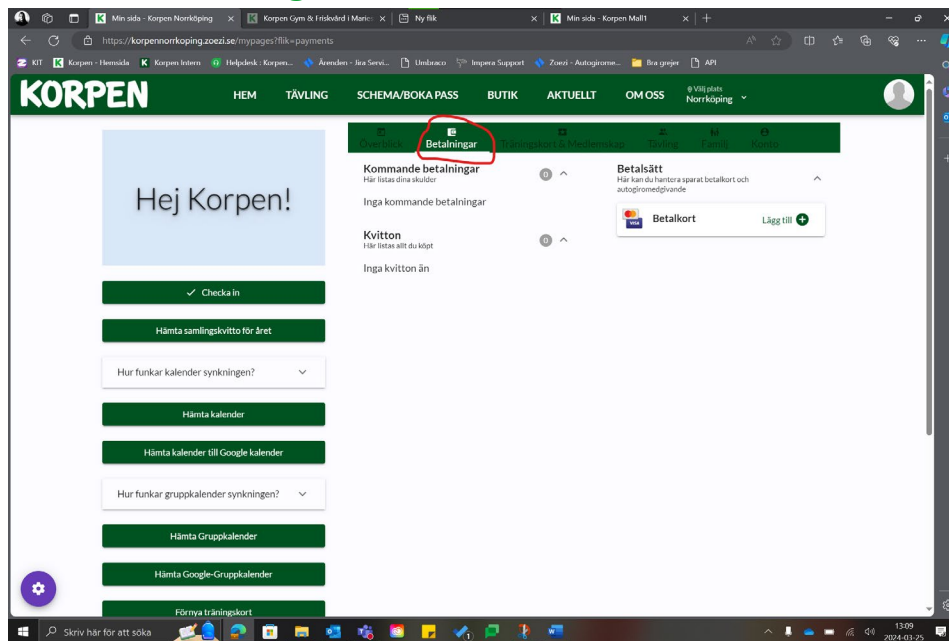 Min sida - Korpen Norrköping
Korpen Gym & Friskvård i Marie
Ny flik
Min sida - Korpen Mall1
https://korpennorrkoping.zoezi.se/mypages?flik=payments
KIT
Korpen - Hemsida
Korpen Intern
Helpdesk : Korpen...
Ärenden - Jira Servi...
Umbraco
Impera Support
Zoezi - Autogirome...
Bra grejer
API
KORPEN
HEM
TÄVLING
SCHEMA/BOKA PASS
BUTIK
AKTUELLT
OM OSS
Välj plats
Norrköping
Överblick
Betalningar
Träningskort & Medlemskap
Tävling
Familj
Konto
Hej Korpen!
Checka in
Hämta samlingskvitto för året
Hur funkar kalender synkningen?
Hämta kalender
Hämta kalender till Google kalender
Hur funkar gruppkalender synkningen?
Hämta Gruppkalender
Hämta Google-Gruppkalender
Förnya träningskort
Kommande betalningar
0
Här listas dina skulder
Inga kommande betalningar
Kvitton
0
Här listas allt du köpt
Inga kvitton än
Betalsätt
Här kan du hantera sparat betalkort och
autogiromedgivande
VISA
Betalkort
Lägg till
Skriv här för att söka
13:09
2024-03-25